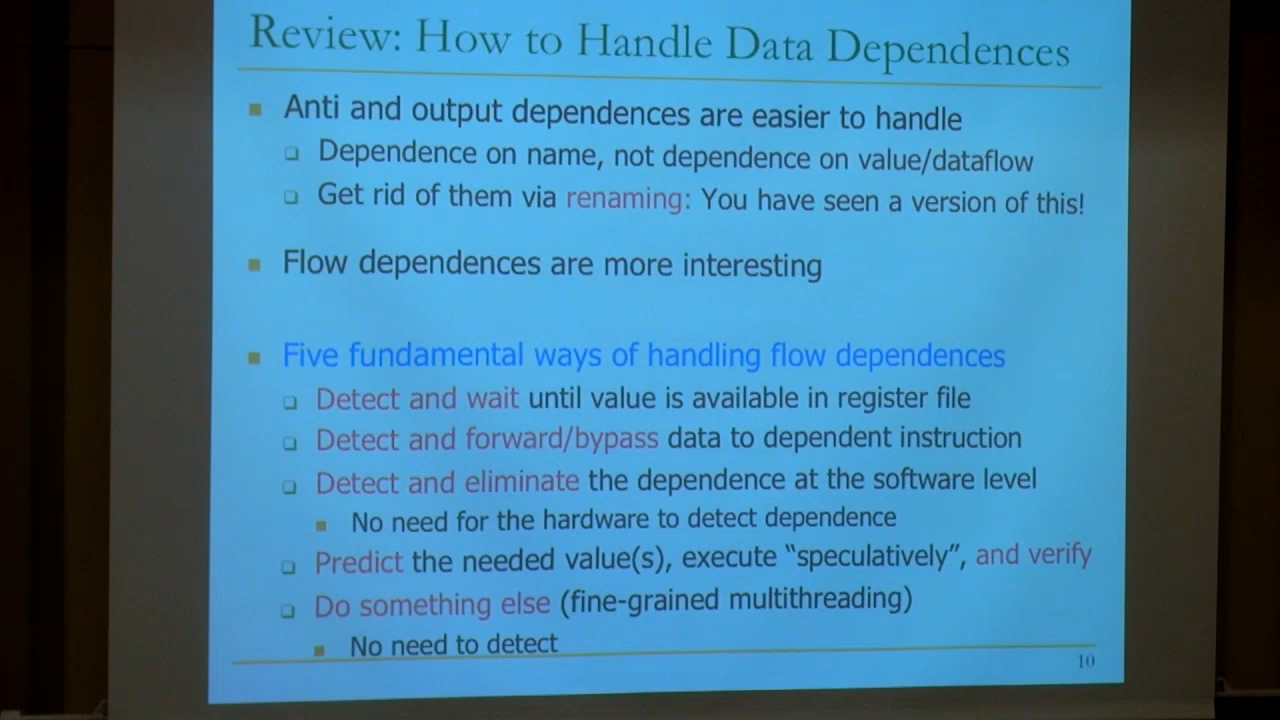 Review: How to Handle Data Dependences
Anti and output dependences are easier to handle
Dependence on name, not dependence on value/dataflow
Get rid of them via renaming: You have seen a version of this!
Flow dependences are more interesting
Five fundamental ways of handling flow dependences
Detect and wait until value is available in register file
Detect and forward/bypass data to dependent instruction
Detect and eliminate the dependence at the software level
No need for the hardware to detect dependence
Predict the needed value(s), execute “speculatively”, and verify
Do something else (fine-grained multithreading)
No need to detect
10